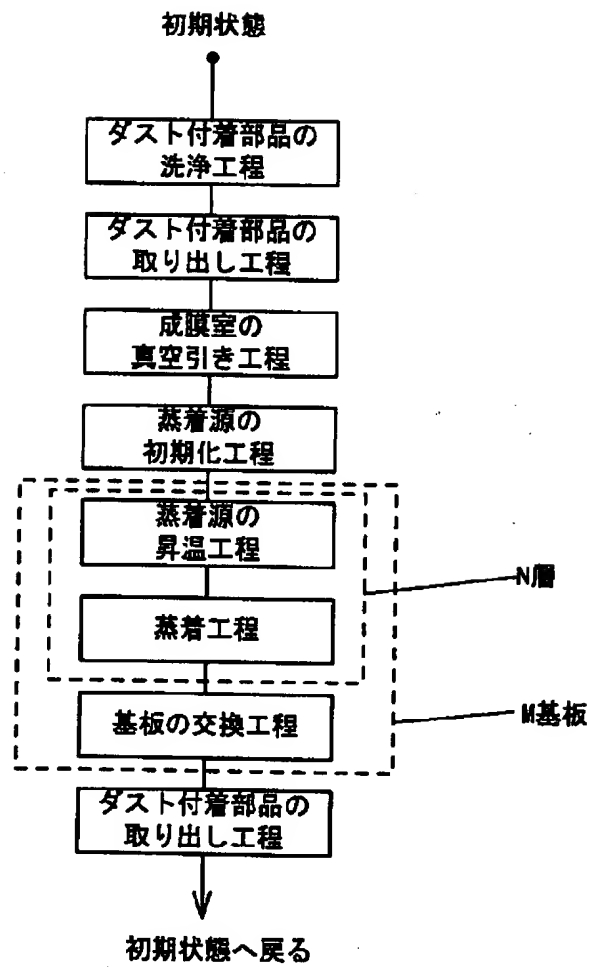 初期状態
ダスト付着部品の
洗浄工程
ダスト付着部品の
取り出し工程
成膜室の
真空引き工程
蒸着源の
初期化工程
蒸着源の
昇温工程
N層
蒸着工程
基板の交換工程
M基板
ダスト付着部品の
取り出し工程
初期状態へ戻る